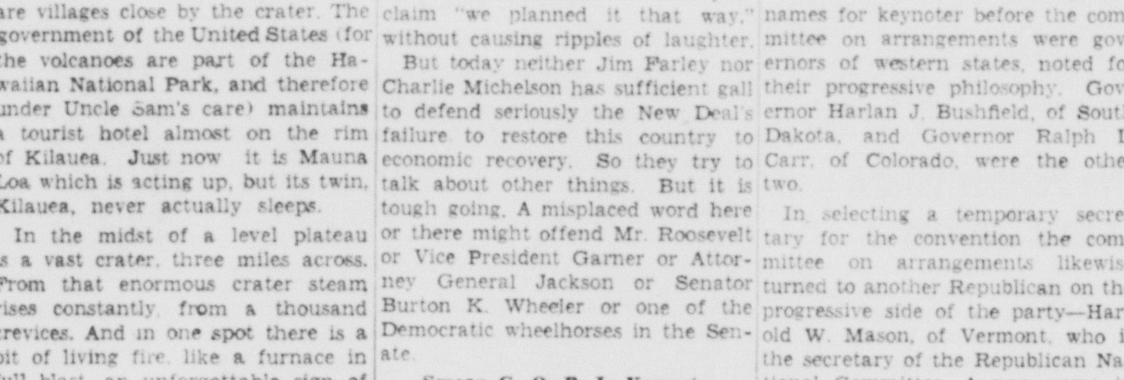 are villages close by the crater. The
government of the United States (for
the volcanoes are part of the Ha-
waiian National Park, and therefore
under Uncle Sam's care) maintains
a tourist hotel almost on the rim
of Kilauea. Just now it is Mauna
Loa which is acting up, but its twin,
Kilauea, never actually sleeps.
In the midst of a level plateau
is a vast crater, three miles across.
From that enormous crater steam
rises constantly, from a thousand
crevices. And in one spot there is a
pit of living fire, like a furnace in
full blast, an unforgettable sign of
claim "we planned it that way,"
without causing ripples of laughter.
But today neither Jim Farley nor
Charlie Michelson has sufficient gall
to defend seriously the New Deal's
failure to restore this country to
economic recovery. So they try to
talk about other things. But it is
tough going. A misplaced word here
or there might offend Mr. Roosevelt
or Vice President Garner or Attor-
ney General Jackson or Senator
Burton K. Wheeler or one of the
Democratic wheelhorses in the Sen-
ate.
names for keynoter before the com
mittee on arrangements were gov
ernors of western states, noted fo
their progressive philosophy. Gov
ernor Harlan J. Bushfield, of Sout
Dakota, and Governor Ralph L
Carr, of Colorado, were the othe
two.
In selecting a temporary secre
tary for the convention the com
mittee on arrangements likewis
turned to another Republican on th
progressive side of the party—Har
old W. Mason, of Vermont, who i
the secretary of the Republican Na